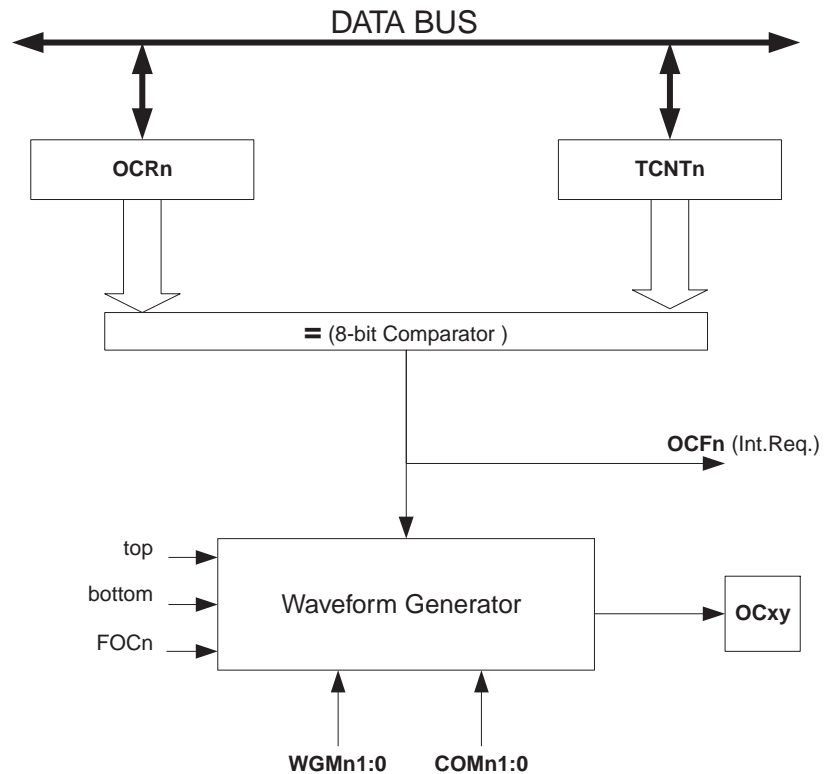 DATA BUS
OCRn
TCNTn
= (8-bit Comparator )
OCFn (Int.Req.)
top
bottom
FOCn
Waveform Generator
OCxy
WGMn1:0
COMn1:0